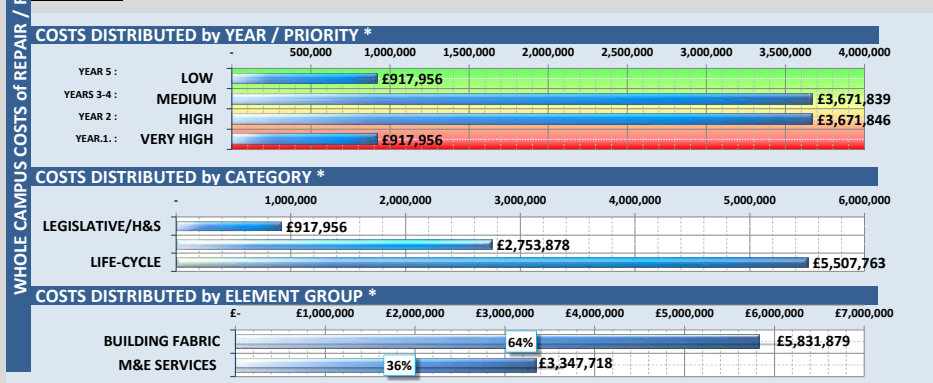 WHOLE CAMPUS COSTS of REPAIR /
COSTS DISTRIBUTED by YEAR / PRIORITY *
- 500,000 1,000,000 1,500,000 2,000,000 2,500,000 3,000,000 3,500,000 4,000,000
YEAR 5 : LOW £917,956
YEARS 3-4 : MEDIUM £3,671,839
YEAR 2 : HIGH £3,671,846
YEAR.1. : VERY HIGH £917,956
COSTS DISTRIBUTED by CATEGORY *
- 1,000,000 2,000,000 3,000,000 4,000,000 5,000,000 6,000,000
LEGISLATIVE/H&S £917,956
£2,753,878
LIFE-CYCLE £5,507,763
COSTS DISTRIBUTED by ELEMENT GROUP *
£- £1,000,000 £2,000,000 £3,000,000 £4,000,000 £5,000,000 £6,000,000 £7,000,000
BUILDING FABRIC 64% £5,831,879
M&E SERVICES 36% £3,347,718